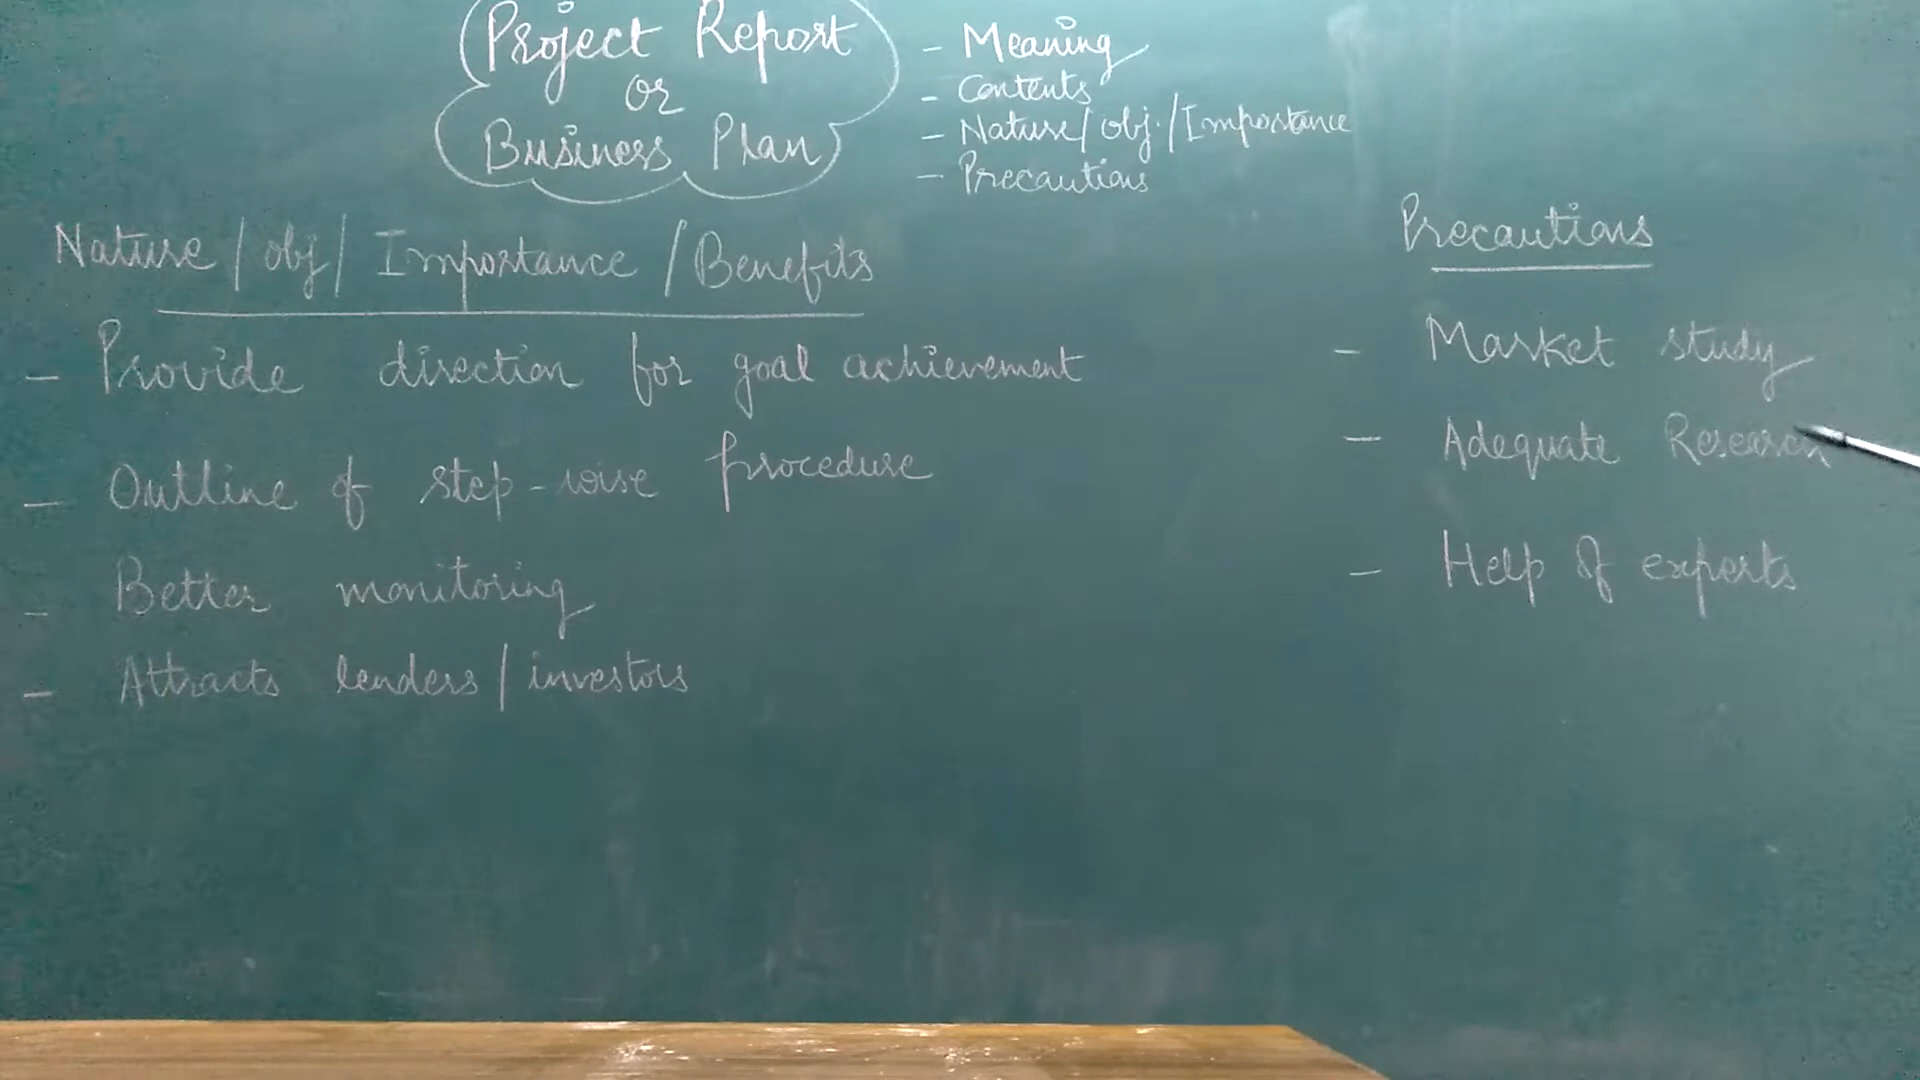 Project Report
or
Business Plan
- Meaning
- Contents
- Nature/obj./Importance
- Precautions
Nature/obj/Importance/Benefits
- Provide direction for goal achievement
- Outline of step-wise procedure
- Better monitoring
- Attracts lenders/investors
Precautions
- Market study
- Adequate Research
- Help of experts